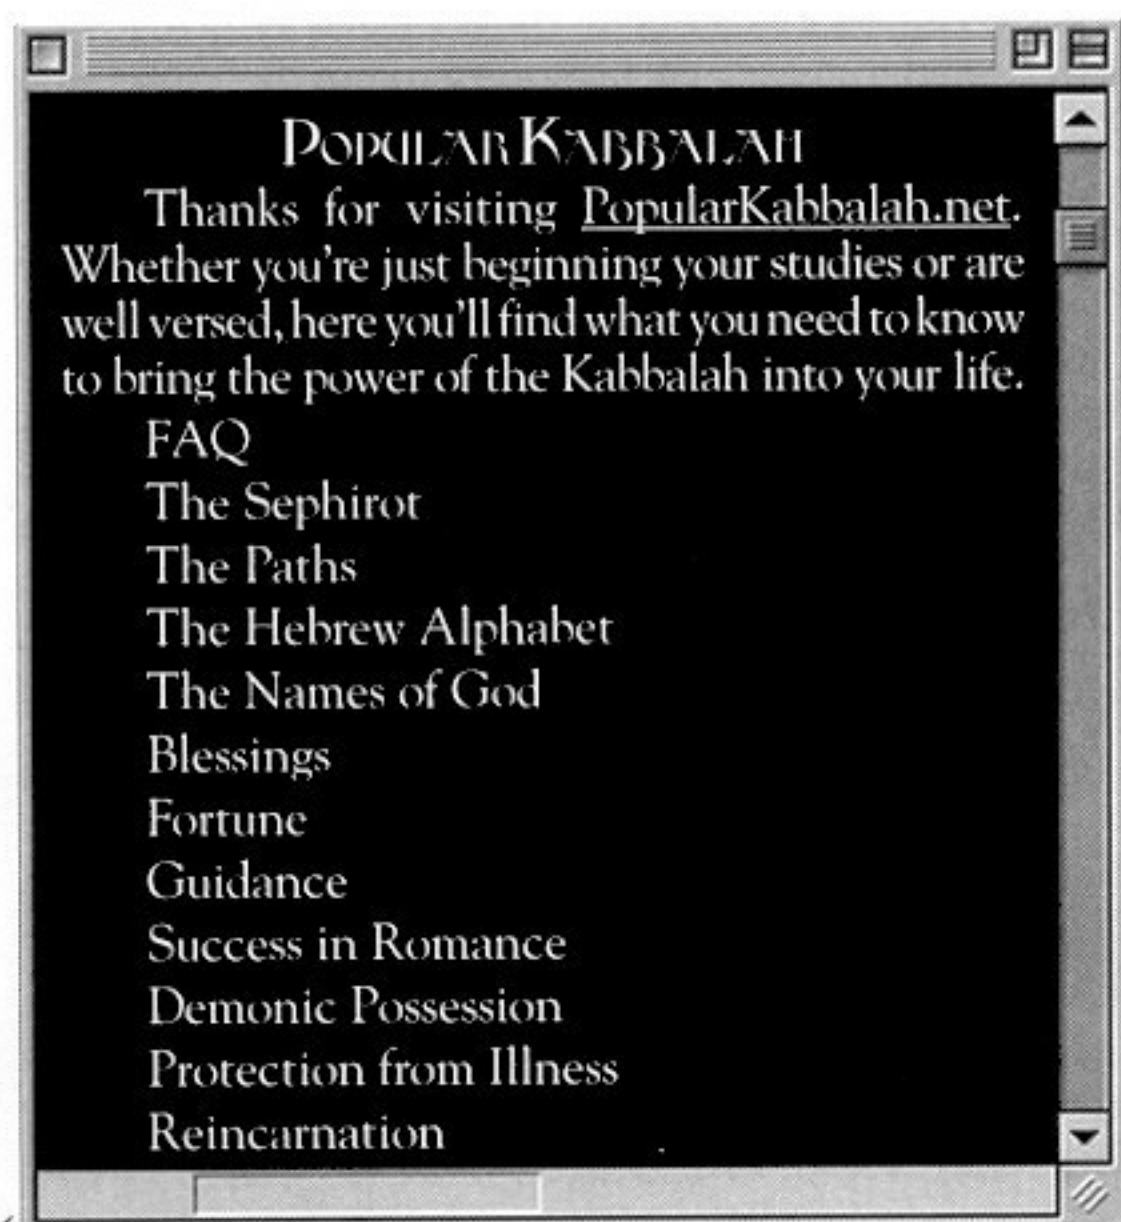 POPULAR KABBALAH
Thanks for visiting PopularKabbalah.net.
Whether you're just beginning your studies or are
well versed, here you'll find what you need to know
to bring the power of the Kabbalah into your life.
FAQ
The Sephirot
The Paths
The Hebrew Alphabet
The Names of God
Blessings
Fortune
Guidance
Success in Romance
Demonic Possession
Protection from Illness
Reincarnation